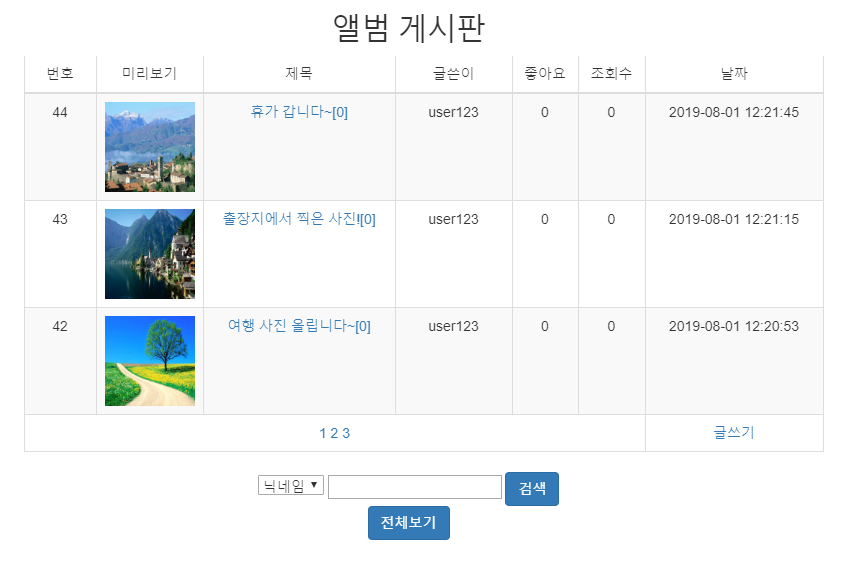 앨범 게시판
번호 미리보기 제목 글쓴이 좋아요 조회수 날짜
44 휴가 갑니다~[0] user123 0 0 2019-08-01 12:21:45
43 출장지에서 찍은 사진![0] user123 0 0 2019-08-01 12:21:15
42 여행 사진 올립니다~[0] user123 0 0 2019-08-01 12:20:53
1 2 3 글쓰기
닉네임 검색
전체보기